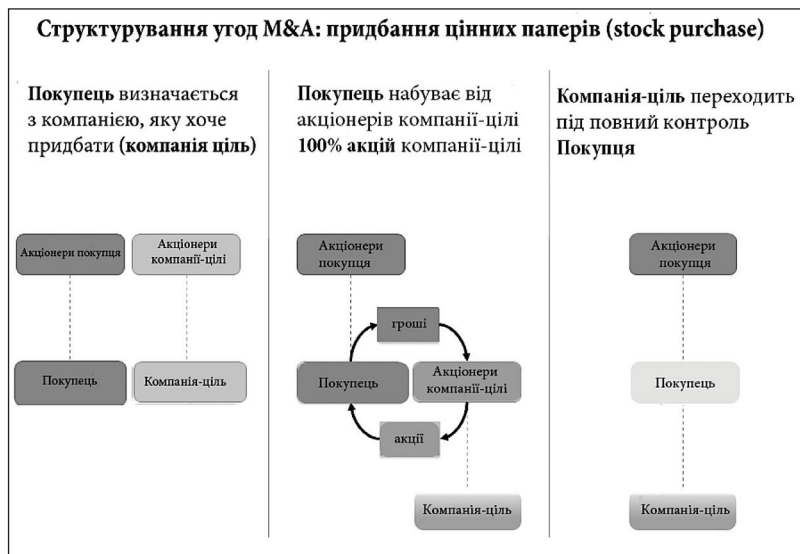 Структурування угод М&А: придбання цінних паперів (stock purchase)
Покупець визначається
з компанією, яку хоче
придбати (компанія ціль)
Акціонери покупця
Акціонери
компанії-цілі
Покупець
Компанія-ціль
Покупець набуває від
акціонерів компанії-цілі
100% акцій компанії-цілі
Акціонери
покупця
гроші
Покупець
Акціонери
компанії-цілі
акції
Компанія-ціль
Компанія-ціль переходить
під повний контроль
Покупця
Акціонери
покупця
Покупець
Компанія-ціль